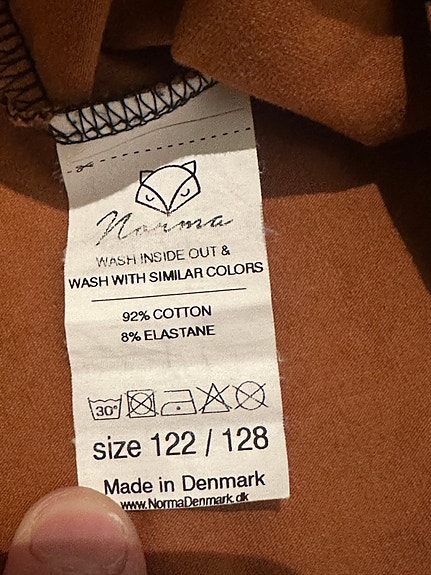 Norma
WASH INSIDE OUT &
WASH WITH SIMILAR COLORS
92% COTTON
8% ELASTANE
30°
size 122 / 128
Made in Denmark
www.NormaDenmark.dk